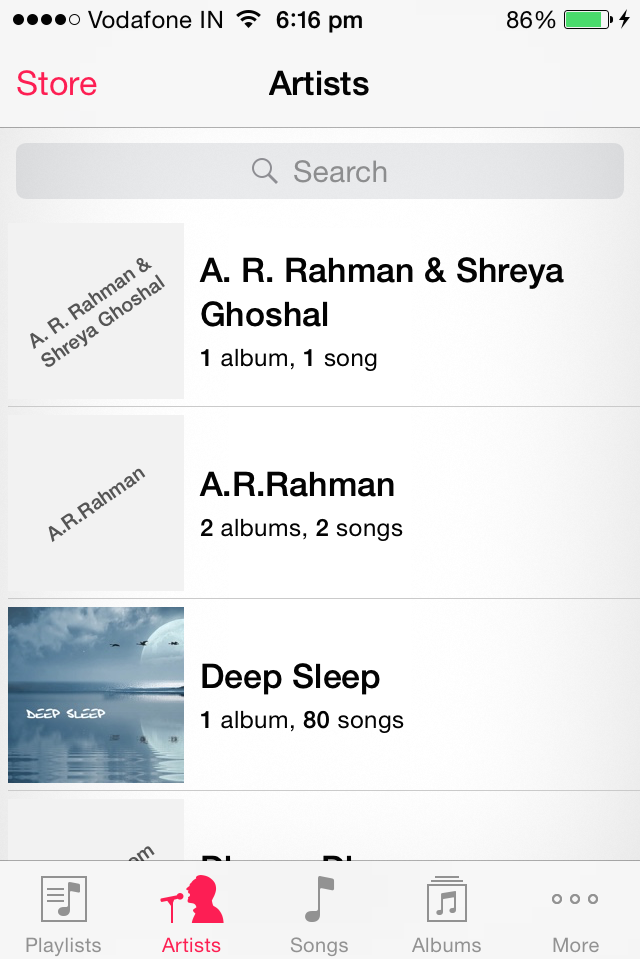 Vodafone IN 6:16 pm 86%
Store Artists
Search
A. R. Rahman &
Shreya Ghoshal
A. R. Rahman & Shreya
Ghoshal
1 album, 1 song
A.R.Rahman
A.R.Rahman
2 albums, 2 songs
DEEP SLEEP
Deep Sleep
1 album, 80 songs
Playlists Artists Songs Albums More